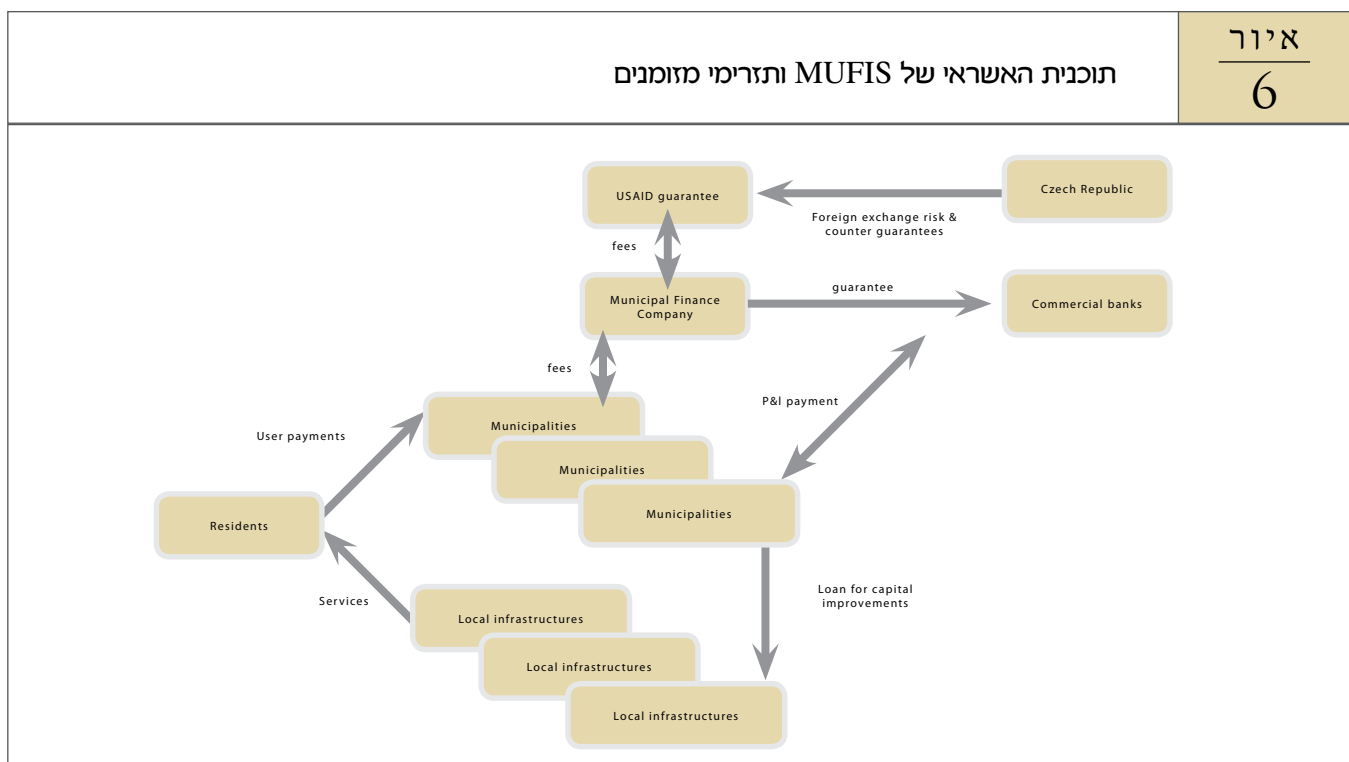 איור
6
תוכנית האשראי של MUFIS ותזרימי מזומנים
USAID guarantee
Czech Republic
Foreign exchange risk &
counter guarantees
fees
Municipal Finance
Company
guarantee
Commercial banks
fees
P&I payment
User payments
Municipalities
Municipalities
Municipalities
Residents
Services
Loan for capital
improvements
Local infrastructures
Local infrastructures
Local infrastructures